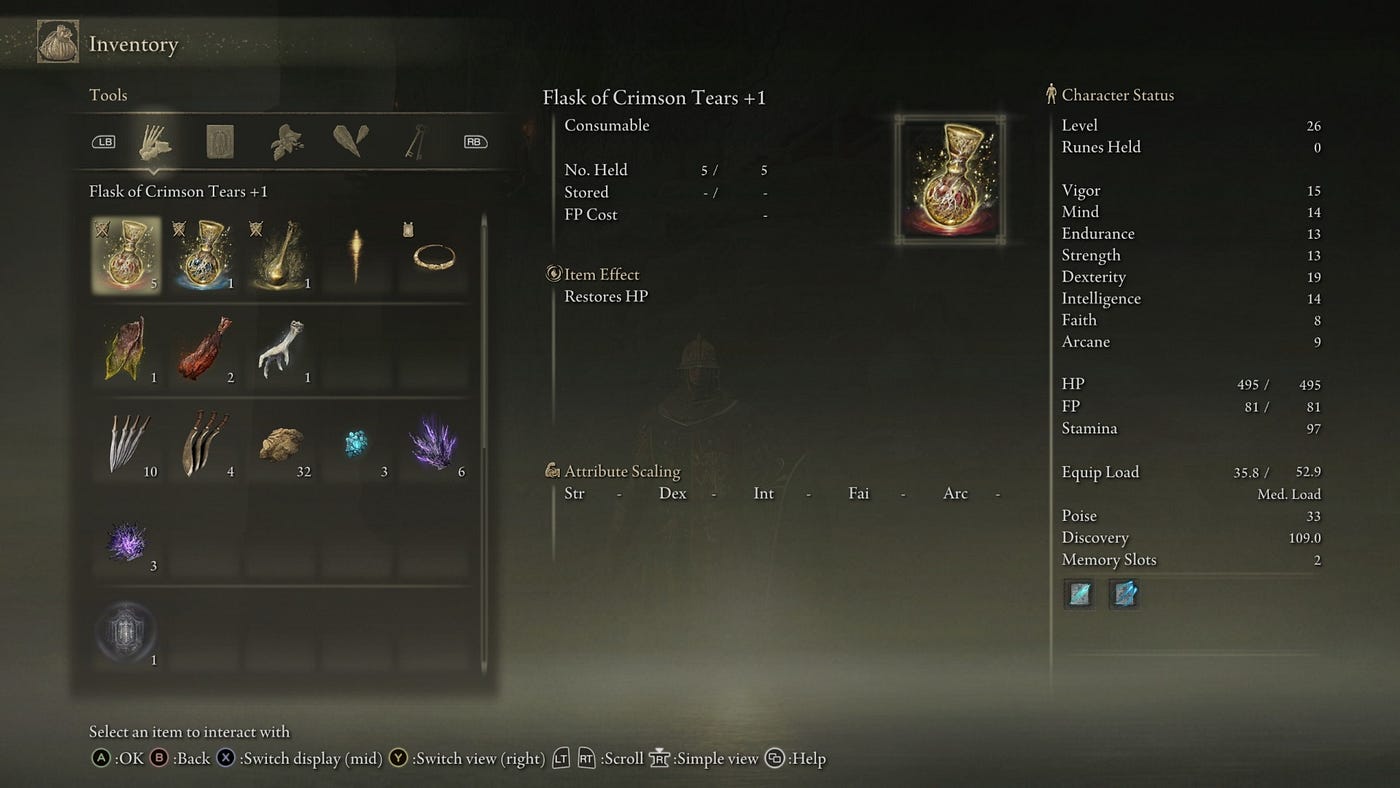 Inventory
Tools
LB RB
Flask of Crimson Tears +1
5 1 1
1 2 1
10 4 32 3 6
3
1
Flask of Crimson Tears +1
Consumable
No. Held 5 / 5
Stored - / -
FP Cost -
Item Effect
Restores HP
Attribute Scaling
Str - Dex - Int - Fai - Arc -
Character Status
Level 26
Runes Held 0
Vigor 15
Mind 14
Endurance 13
Strength 13
Dexterity 19
Intelligence 14
Faith 8
Arcane 9
HP 495 / 495
FP 81 / 81
Stamina 97
Equip Load 35.8 / 52.9
Med. Load
Poise 33
Discovery 109.0
Memory Slots 2
Select an item to interact with
A :OK B :Back X :Switch display (mid) Y :Switch view (right) LT RT :Scroll R :Simple view :Help